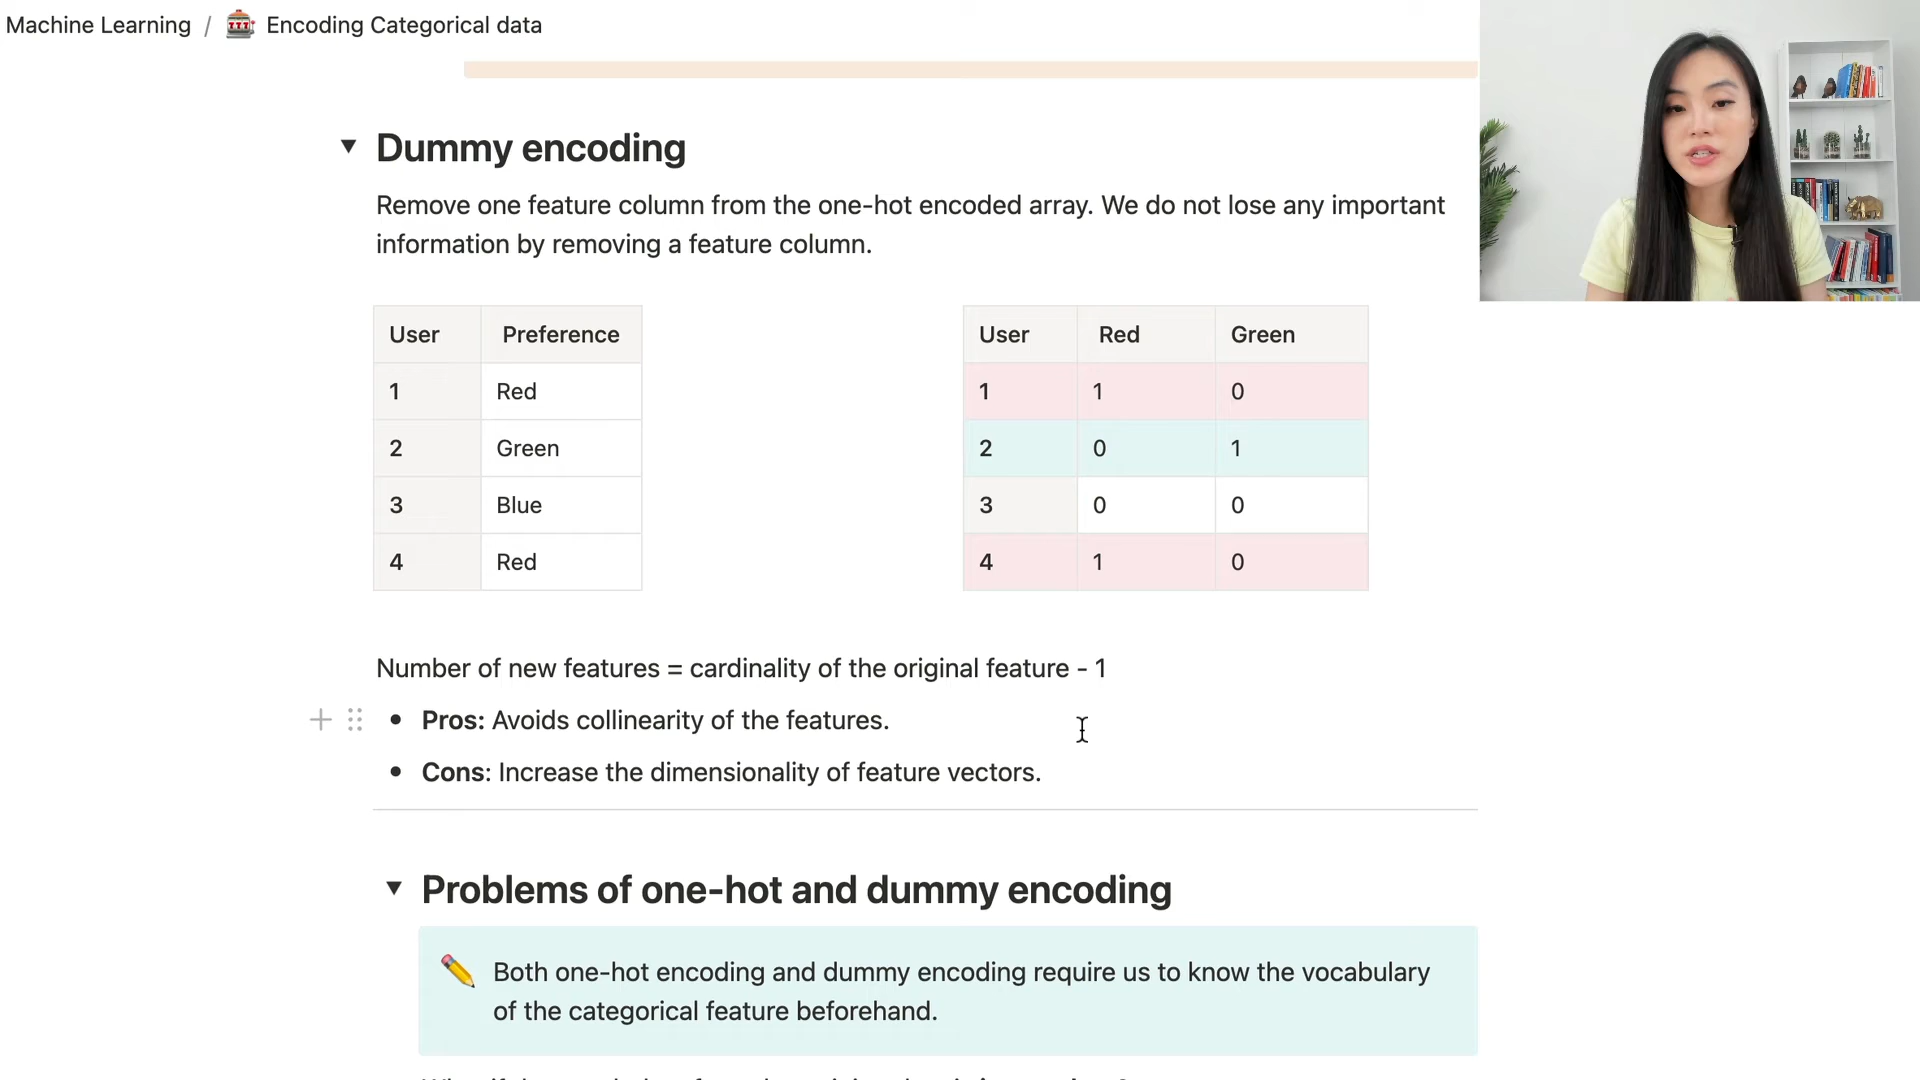 Machine Learning / Encoding Categorical data
Dummy encoding
Remove one feature column from the one-hot encoded array. We do not lose any important
information by removing a feature column.
User Preference
1 Red
2 Green
3 Blue
4 Red
User Red Green
1 1 0
2 0 1
3 0 0
4 1 0
Number of new features = cardinality of the original feature - 1
• Pros: Avoids collinearity of the features.
• Cons: Increase the dimensionality of feature vectors.
Problems of one-hot and dummy encoding
Both one-hot encoding and dummy encoding require us to know the vocabulary
of the categorical feature beforehand.